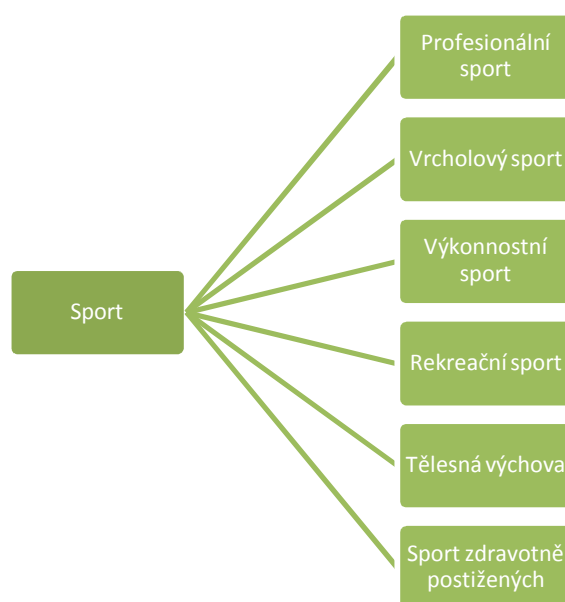 Profesionální
sport
Vrcholový sport
Výkonnostní
sport
Sport
Rekreační sport
Tělesná výchova
Sport zdravotně
postižených